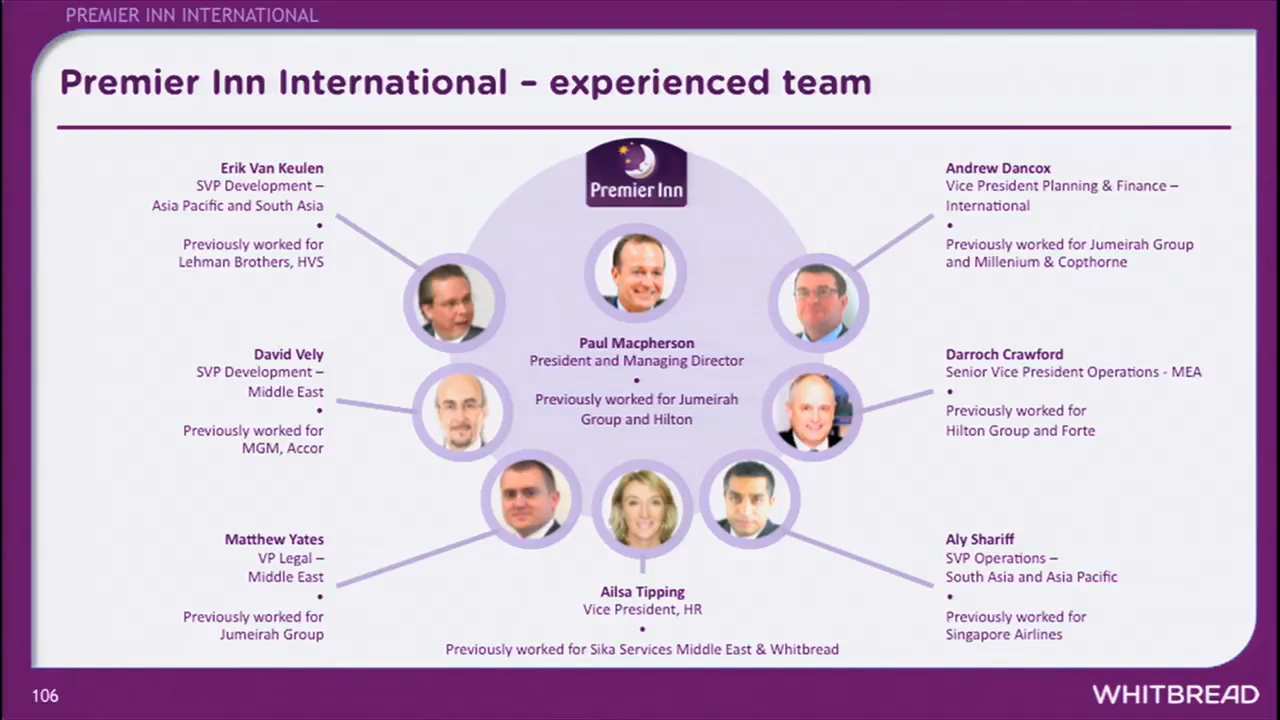 PREMIER INN INTERNATIONAL
Premier Inn International – experienced team
Erik Van Keulen
SVP Development –
Asia Pacific and South Asia
•
Previously worked for
Lehman Brothers, HVS
David Vely
SVP Development –
Middle East
•
Previously worked for
MGM, Accor
Matthew Yates
VP Legal –
Middle East
•
Previously worked for
Jumeirah Group
Premier Inn
Paul Macpherson
President and Managing Director
•
Previously worked for Jumeirah
Group and Hilton
Ailsa Tipping
Vice President, HR
•
Previously worked for Sika Services Middle East & Whitbread
Andrew Dancox
Vice President Planning & Finance –
International
•
Previously worked for Jumeirah Group
and Millenium & Copthorne
Darroch Crawford
Senior Vice President Operations - MEA
•
Previously worked for
Hilton Group and Forte
Aly Shariff
SVP Operations –
South Asia and Asia Pacific
•
Previously worked for
Singapore Airlines
106
WHITBREAD